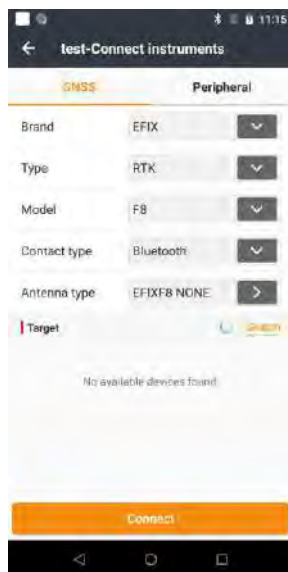 11:15
test-Connect instruments
GNSS Peripheral
Brand EFIX
Type RTK
Model F8
Contact type Bluetooth
Antenna type EFIXF8 NONE
Target Search
No available devices found
Connect